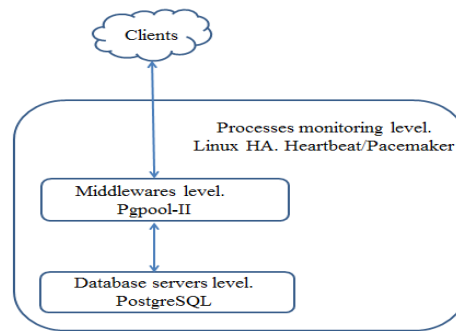 Clients
Processes monitoring level.
Linux HA. Heartbeat/Pacemaker
Middlewares level.
Pgpool-II
Database servers level.
PostgreSQL